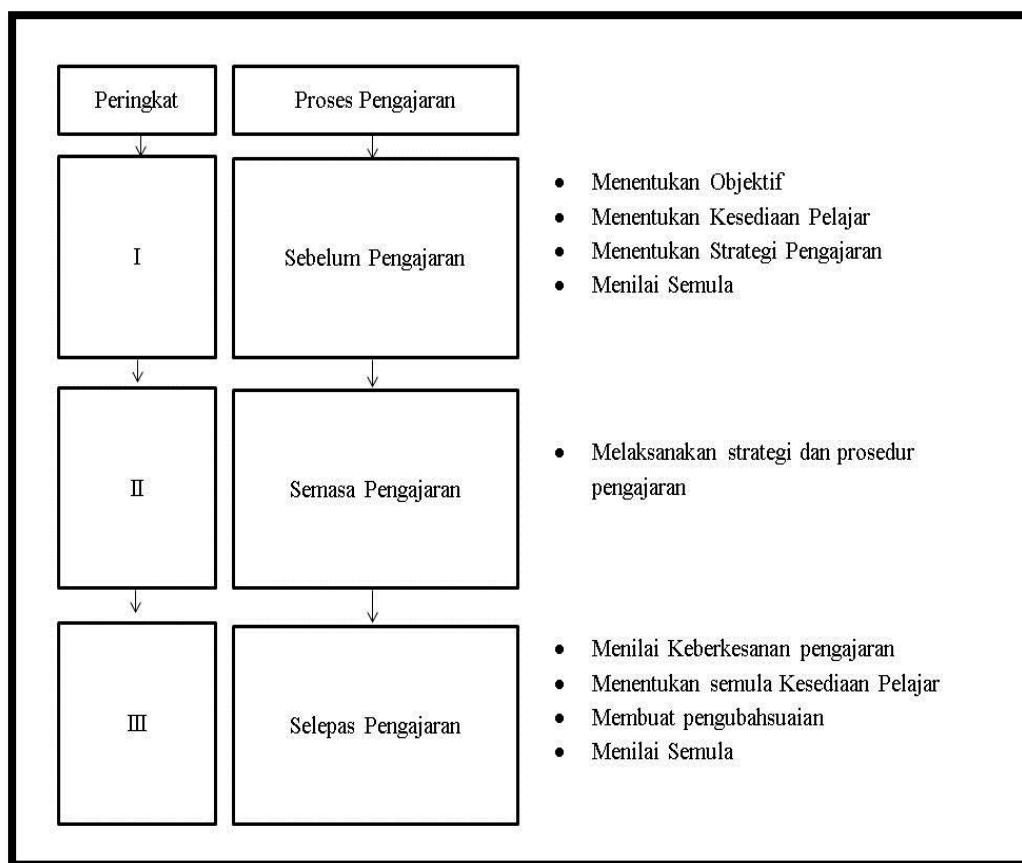 Peringkat
Proses Pengajaran
I
Sebelum Pengajaran
• Menentukan Objektif
• Menentukan Kesediaan Pelajar
• Menentukan Strategi Pengajaran
• Menilai Semula
II
Semasa Pengajaran
• Melaksanakan strategi dan prosedur
pengajaran
III
Selepas Pengajaran
• Menilai Keberkesanan pengajaran
• Menentukan semula Kesediaan Pelajar
• Membuat pengubahsuaian
• Menilai Semula